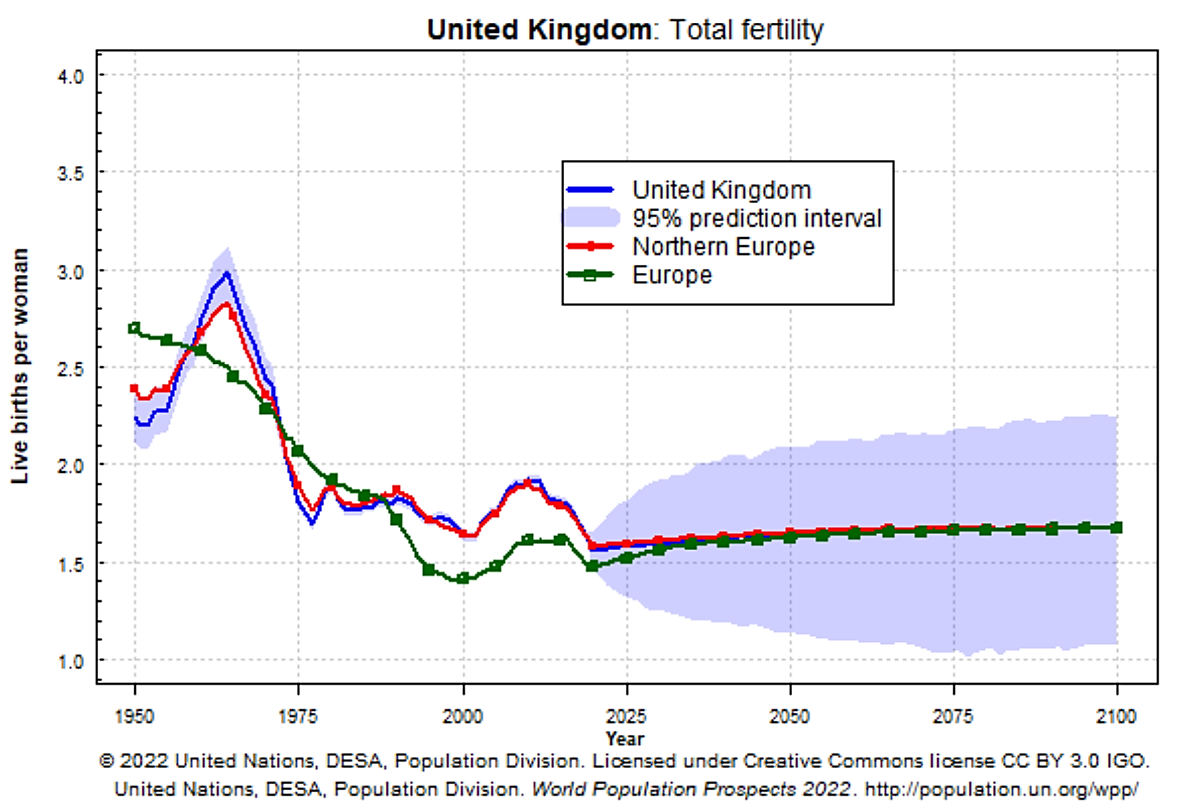 United Kingdom: Total fertility
4.0
3.5
3.0
2.5
2.0
1.5
1.0
Live births per woman
United Kingdom
95% prediction interval
Northern Europe
Europe
1950 1975 2000 2025 2050 2075 2100
Year
© 2022 United Nations, DESA, Population Division. Licensed under Creative Commons license CC BY 3.0 IGO.
United Nations, DESA, Population Division. World Population Prospects 2022. http://population.un.org/wpp/